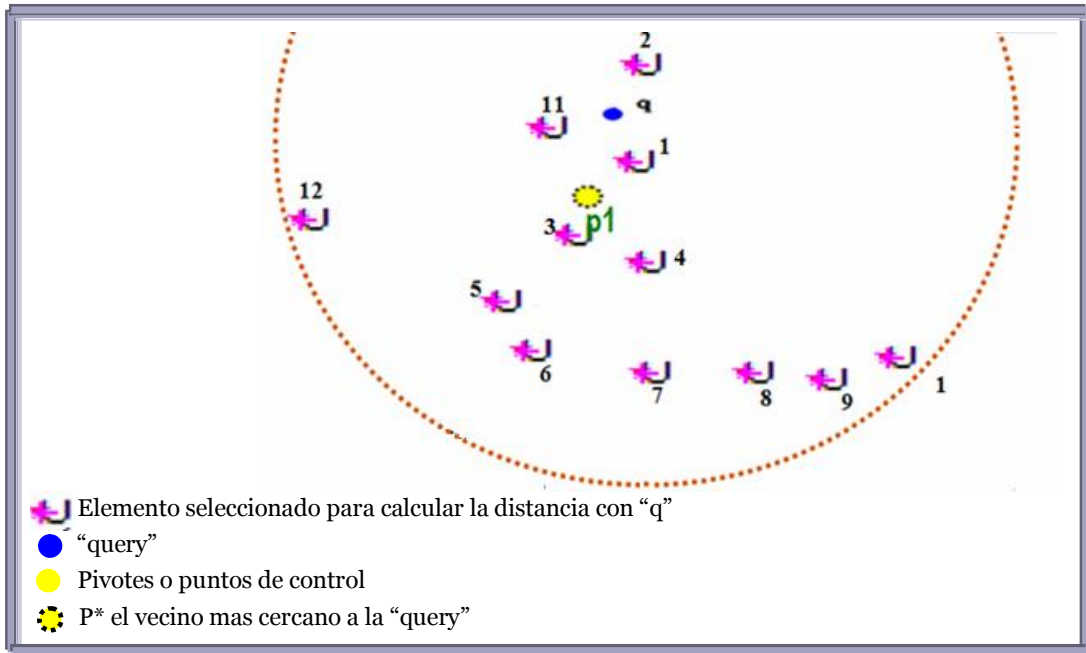 2
11
q
1
12
3
p1
4
5
6
7
8
9
1
Elemento seleccionado para calcular la distancia con “q”
“query”
Pivotes o puntos de control
P* el vecino mas cercano a la “query”